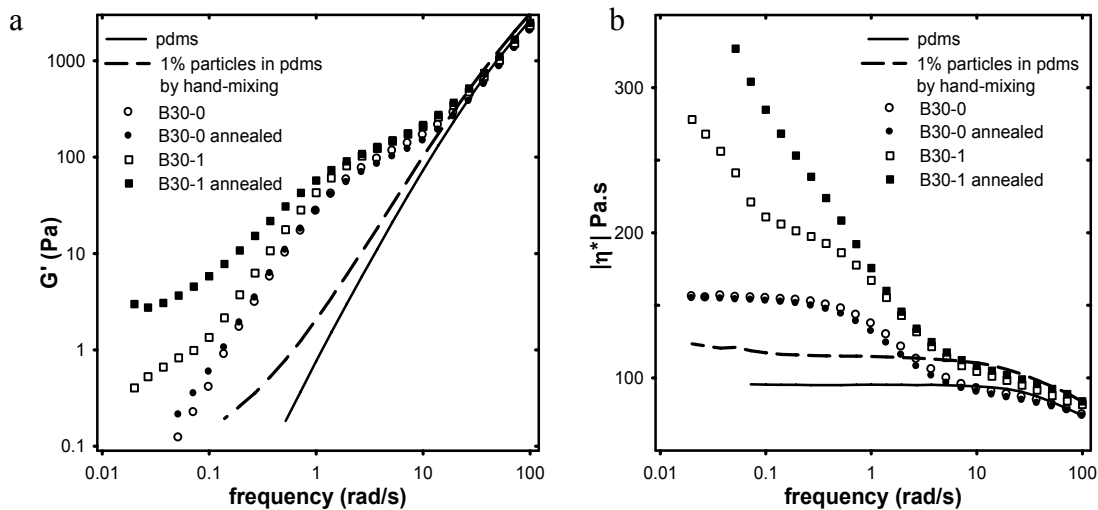 a
1000
100
10
1
0.1
G' (Pa)
0.01
0.1
1
10
100
frequency (rad/s)
pdms
1% particles in pdms
by hand-mixing
B30-0
B30-0 annealed
B30-1
B30-1 annealed
b
300
200
100
|η*| Pa.s
0.01
0.1
1
10
100
frequency (rad/s)
pdms
1% particles in pdms
by hand-mixing
B30-0
B30-0 annealed
B30-1
B30-1 annealed